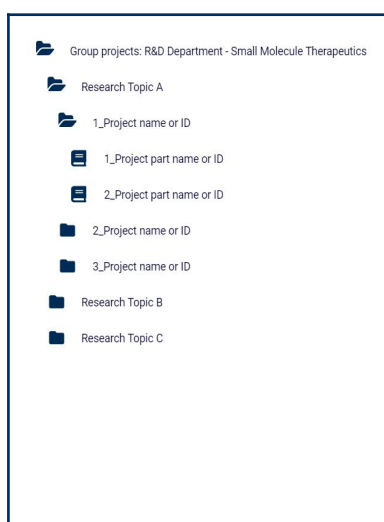 Group projects: R&D Department - Small Molecule Therapeutics
Research Topic A
1_Project name or ID
1_Project part name or ID
2_Project part name or ID
2_Project name or ID
3_Project name or ID
Research Topic B
Research Topic C